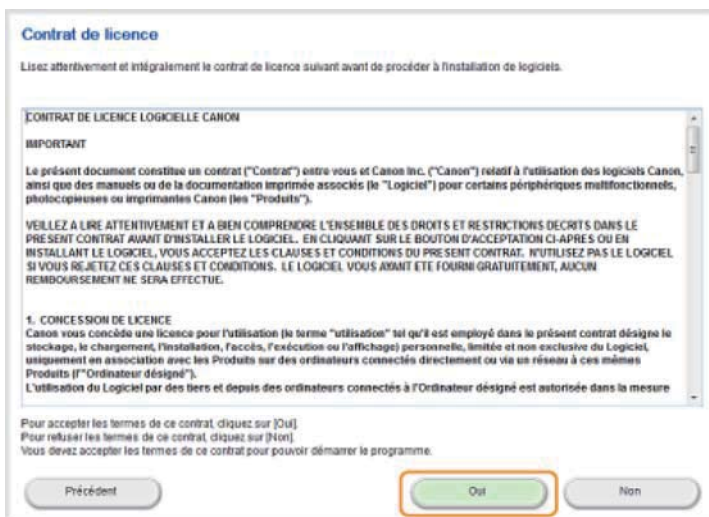 Contrat de licence
Lisez attentivement et intégralement le contrat de licence suivant avant de procéder à l'installation de logiciels.
CONTRAT DE LICENCE LOGICIELLE CANON
IMPORTANT
Le présent document constitue un contrat ("Contrat") entre vous et Canon Inc. ("Canon") relatif à l'utilisation des logiciels Canon,
ainsi que des manuels ou de la documentation imprimée associés (le "Logiciel") pour certains périphériques multifonctionnels,
photocopieuses ou imprimantes Canon (les "Produits").
VEILLEZ A LIRE ATTENTIVEMENT ET A BIEN COMPRENDRE L'ENSEMBLE DES DROITS ET RESTRICTIONS DECRITS DANS LE
PRESENT CONTRAT AVANT D'INSTALLER LE LOGICIEL. EN CLIQUANT SUR LE BOUTON D'ACCEPTATION CI-APRES OU EN
INSTALLANT LE LOGICIEL, VOUS ACCEPTEZ LES CLAUSES ET CONDITIONS DU PRESENT CONTRAT. N'UTILISEZ PAS LE LOGICIEL
SI VOUS REJETEZ CES CLAUSES ET CONDITIONS. LE LOGICIEL VOUS AYANT ETE FOURNI GRATUITEMENT, AUCUN
REMBOURSEMENT NE SERA EFFECTUE.
1. CONCESSION DE LICENCE
Canon vous concède une licence pour l'utilisation (le terme "utilisation" tel qu'il est employé dans le présent contrat désigne le
stockage, le chargement, l'installation, l'accès, l'exécution ou l'affichage) personnelle, limitée et non exclusive du Logiciel,
uniquement en association avec les Produits sur des ordinateurs connectés directement ou via un réseau à ces mêmes
Produits (l'"Ordinateur désigné").
L'utilisation du Logiciel par des tiers et depuis des ordinateurs connectés à l'Ordinateur désigné est autorisée dans la mesure
Pour accepter les termes de ce contrat, cliquez sur [Oui].
Pour refuser les termes de ce contrat, cliquez sur [Non].
Vous devez accepter les termes de ce contrat pour pouvoir démarrer le programme.
Précédent Oui Non